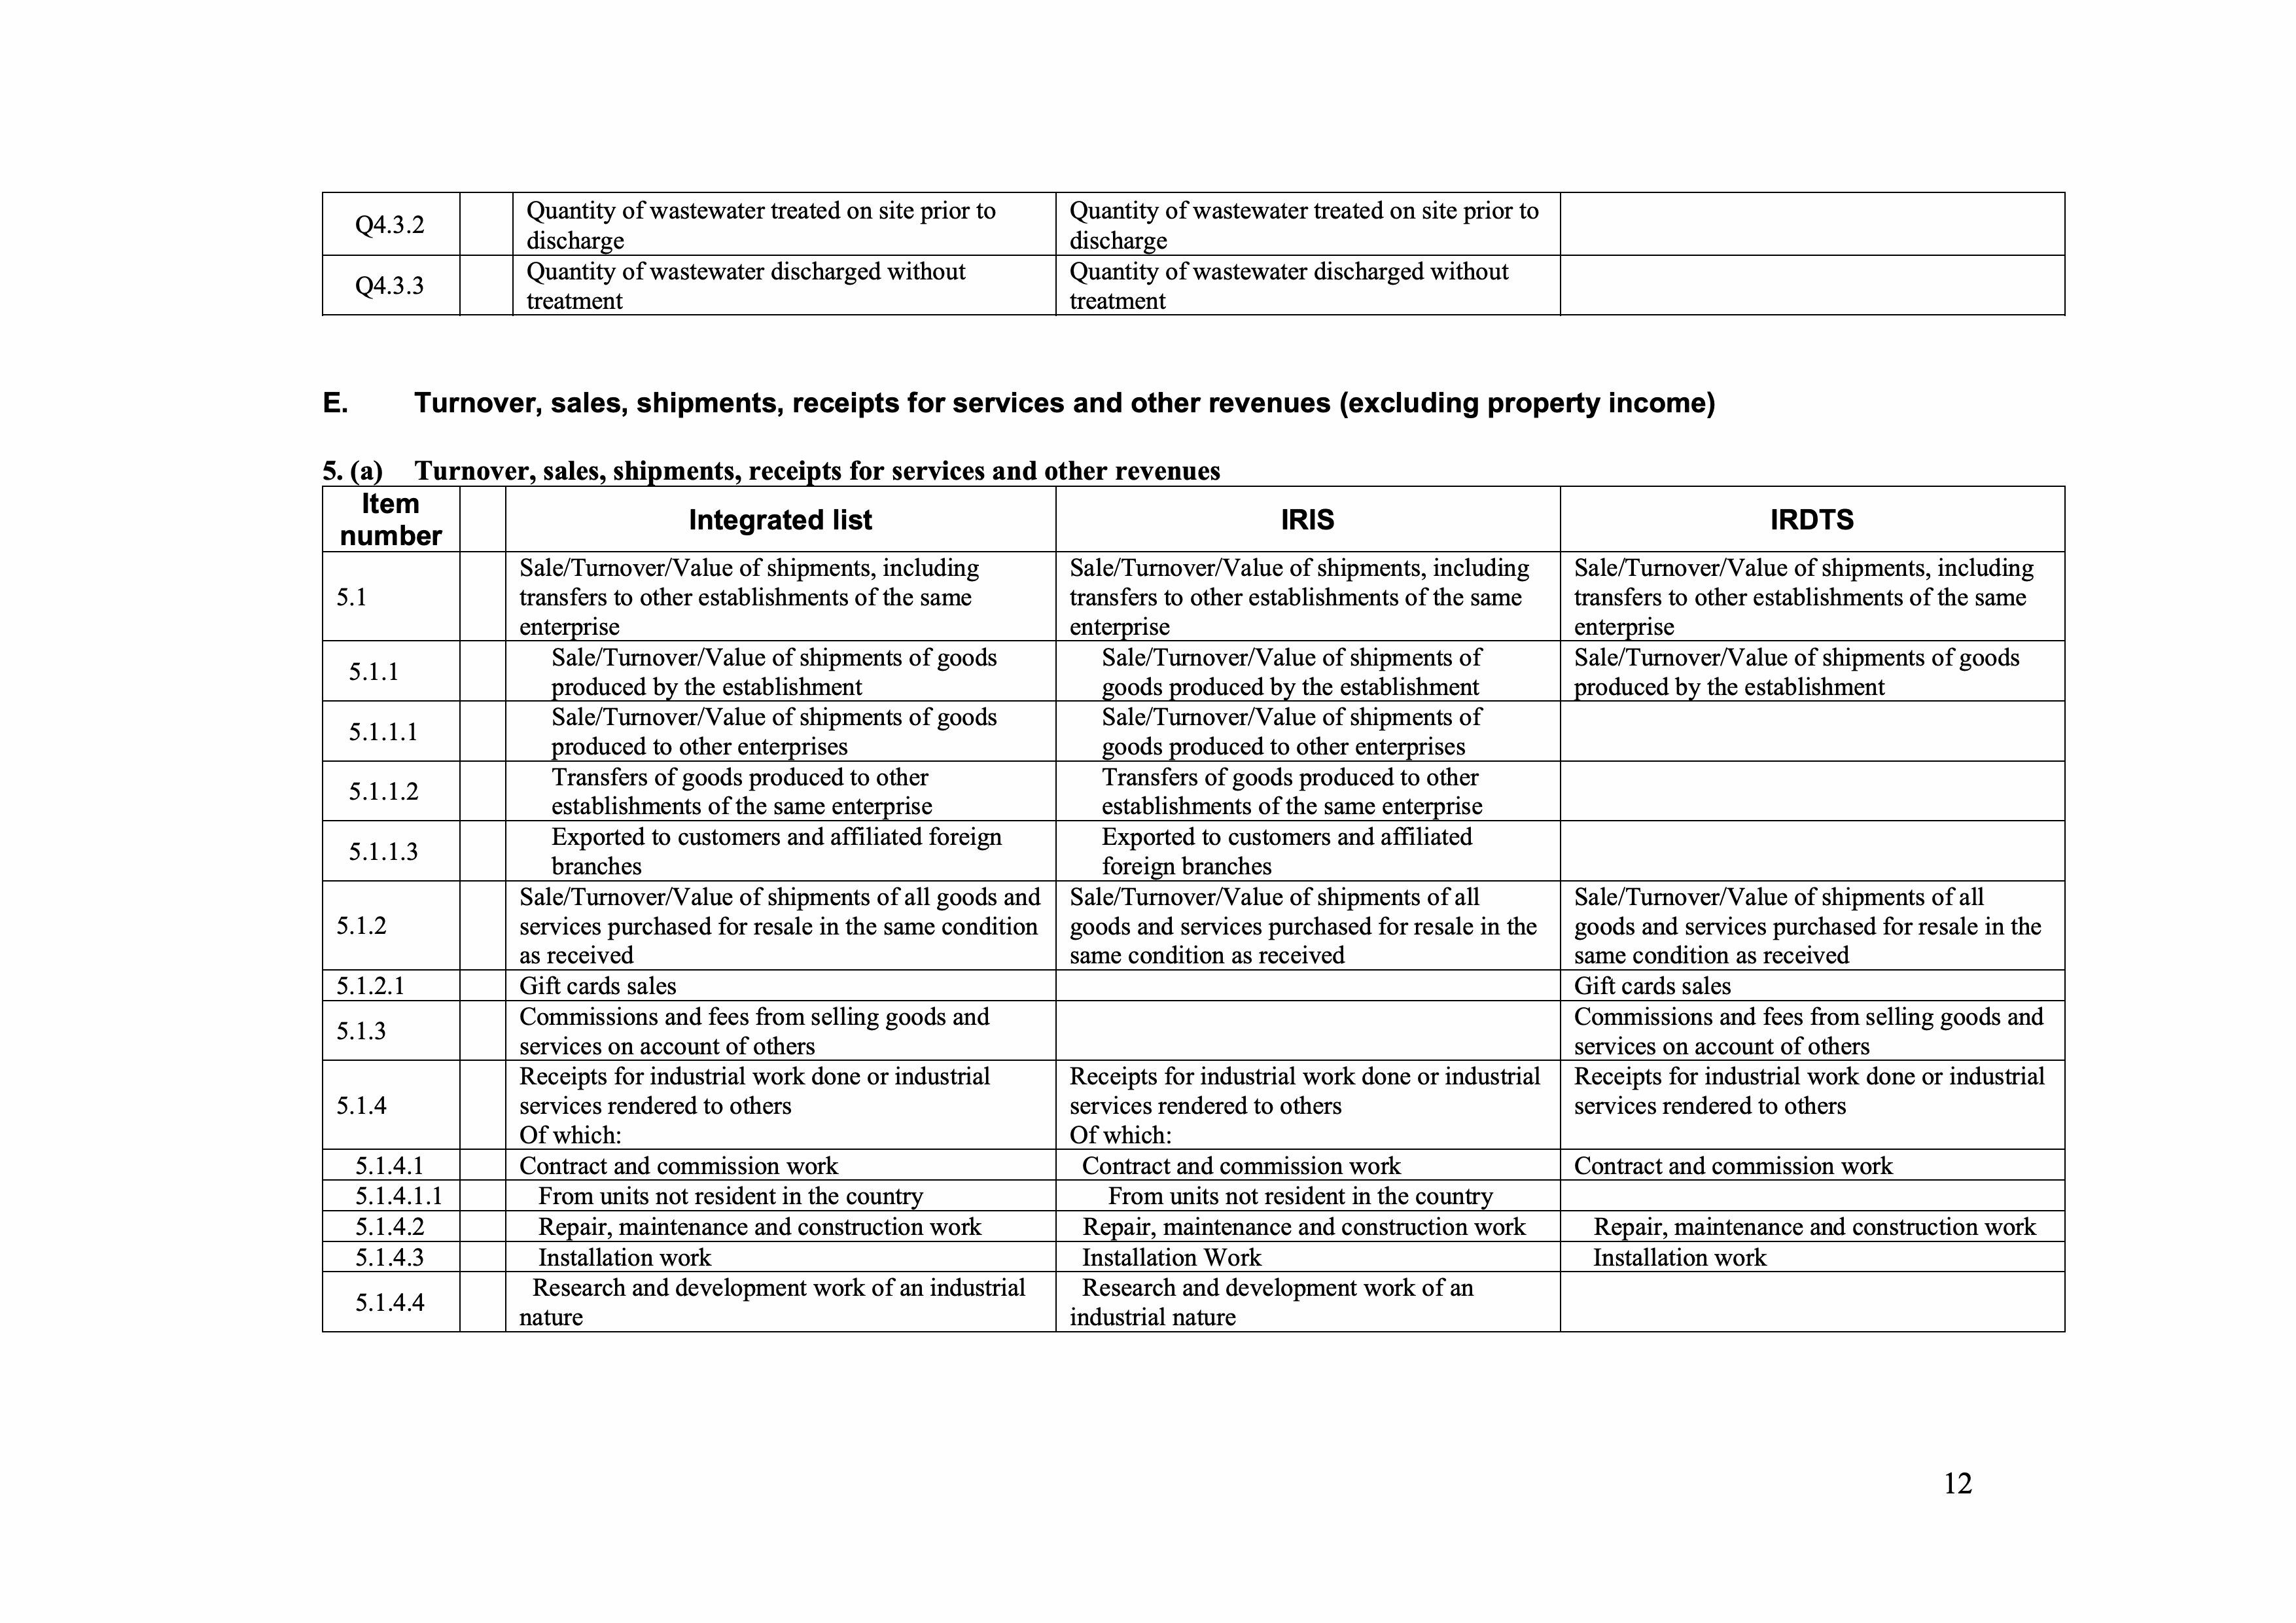 Q4.3.2
Quantity of wastewater treated on site prior to
discharge
Quantity of wastewater treated on site prior to
discharge
Q4.3.3
Quantity of wastewater discharged without
treatment
Quantity of wastewater discharged without
treatment
E. Turnover, sales, shipments, receipts for services and other revenues (excluding property income)
5. (a) Turnover, sales, shipments, receipts for services and other revenues
Item
number
Integrated list
IRIS
IRDTS
5.1
Sale/Turnover/Value of shipments, including
transfers to other establishments of the same
enterprise
Sale/Turnover/Value of shipments, including
transfers to other establishments of the same
enterprise
Sale/Turnover/Value of shipments, including
transfers to other establishments of the same
enterprise
5.1.1
Sale/Turnover/Value of shipments of goods
produced by the establishment
Sale/Turnover/Value of shipments of
goods produced by the establishment
Sale/Turnover/Value of shipments of goods
produced by the establishment
5.1.1.1
Sale/Turnover/Value of shipments of goods
produced to other enterprises
Sale/Turnover/Value of shipments of
goods produced to other enterprises
5.1.1.2
Transfers of goods produced to other
establishments of the same enterprise
Transfers of goods produced to other
establishments of the same enterprise
5.1.1.3
Exported to customers and affiliated foreign
branches
Exported to customers and affiliated
foreign branches
5.1.2
Sale/Turnover/Value of shipments of all goods and
services purchased for resale in the same condition
as received
Sale/Turnover/Value of shipments of all
goods and services purchased for resale in the
same condition as received
Sale/Turnover/Value of shipments of all
goods and services purchased for resale in the
same condition as received
5.1.2.1
Gift cards sales
Gift cards sales
5.1.3
Commissions and fees from selling goods and
services on account of others
Commissions and fees from selling goods and
services on account of others
5.1.4
Receipts for industrial work done or industrial
services rendered to others
Of which:
Receipts for industrial work done or industrial
services rendered to others
Of which:
Receipts for industrial work done or industrial
services rendered to others
5.1.4.1
Contract and commission work
Contract and commission work
Contract and commission work
5.1.4.1.1
From units not resident in the country
From units not resident in the country
5.1.4.2
Repair, maintenance and construction work
Repair, maintenance and construction work
Repair, maintenance and construction work
5.1.4.3
Installation work
Installation Work
Installation work
5.1.4.4
Research and development work of an industrial
nature
Research and development work of an
industrial nature
12